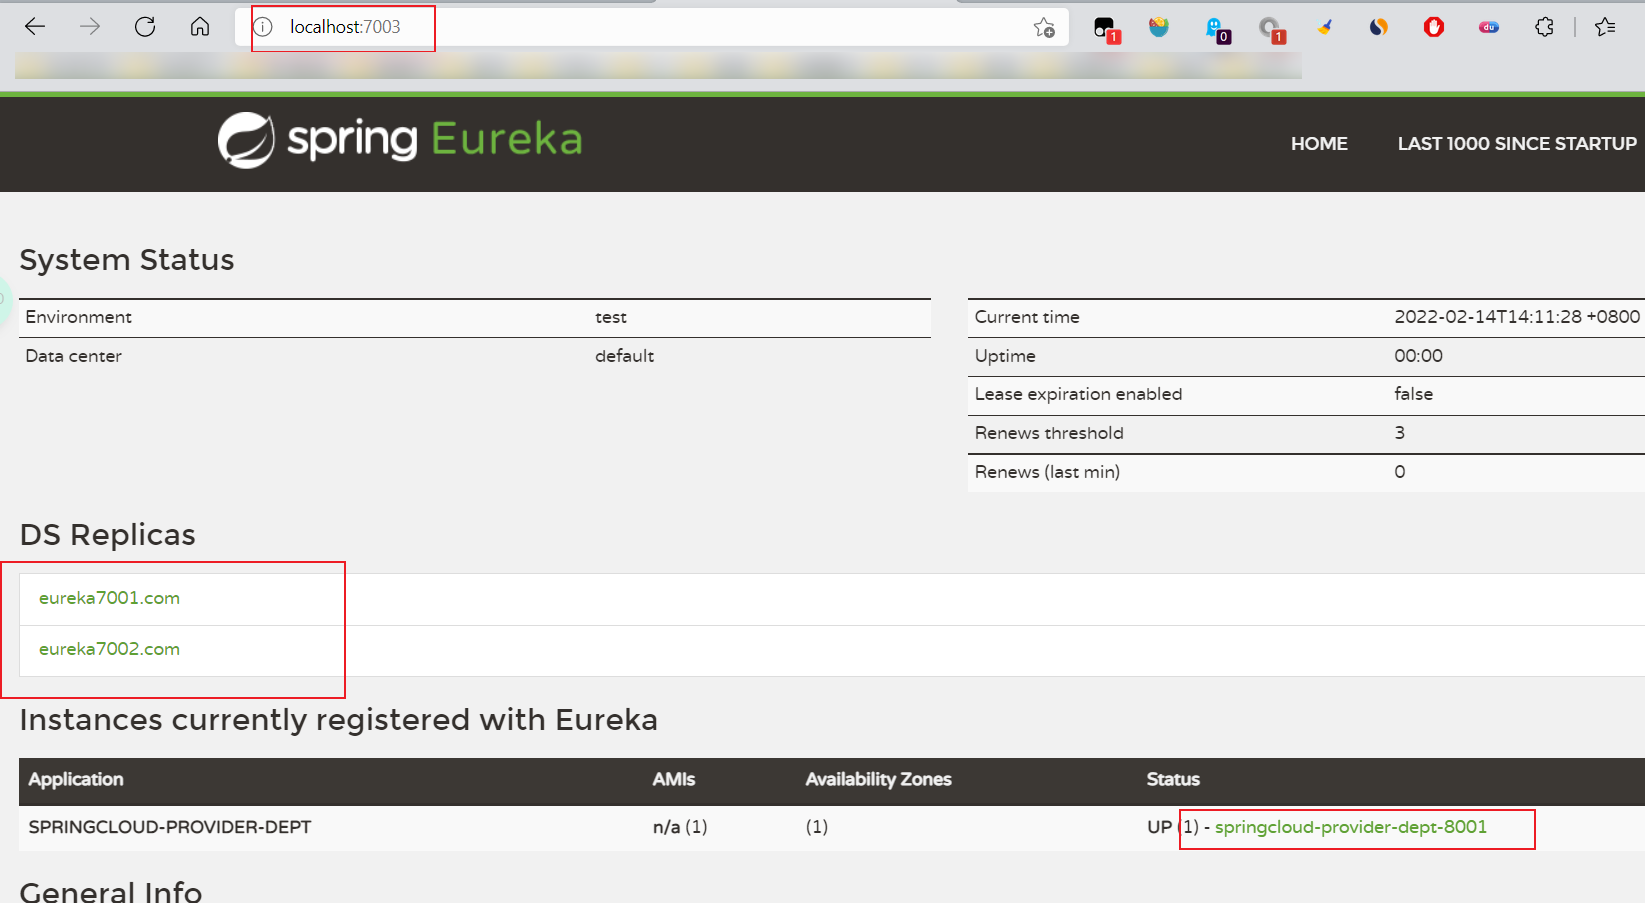 localhost:7003
1
0
1
du
spring Eureka
HOME LAST 1000 SINCE STARTUP
System Status
Environment test
Data center default
Current time 2022-02-14T14:11:28 +0800
Uptime 00:00
Lease expiration enabled false
Renews threshold 3
Renews (last min) 0
DS Replicas
eureka7001.com
eureka7002.com
Instances currently registered with Eureka
Application AMIs Availability Zones Status
SPRINGCLOUD-PROVIDER-DEPT n/a (1) (1) UP (1) - springcloud-provider-dept-8001
General Info